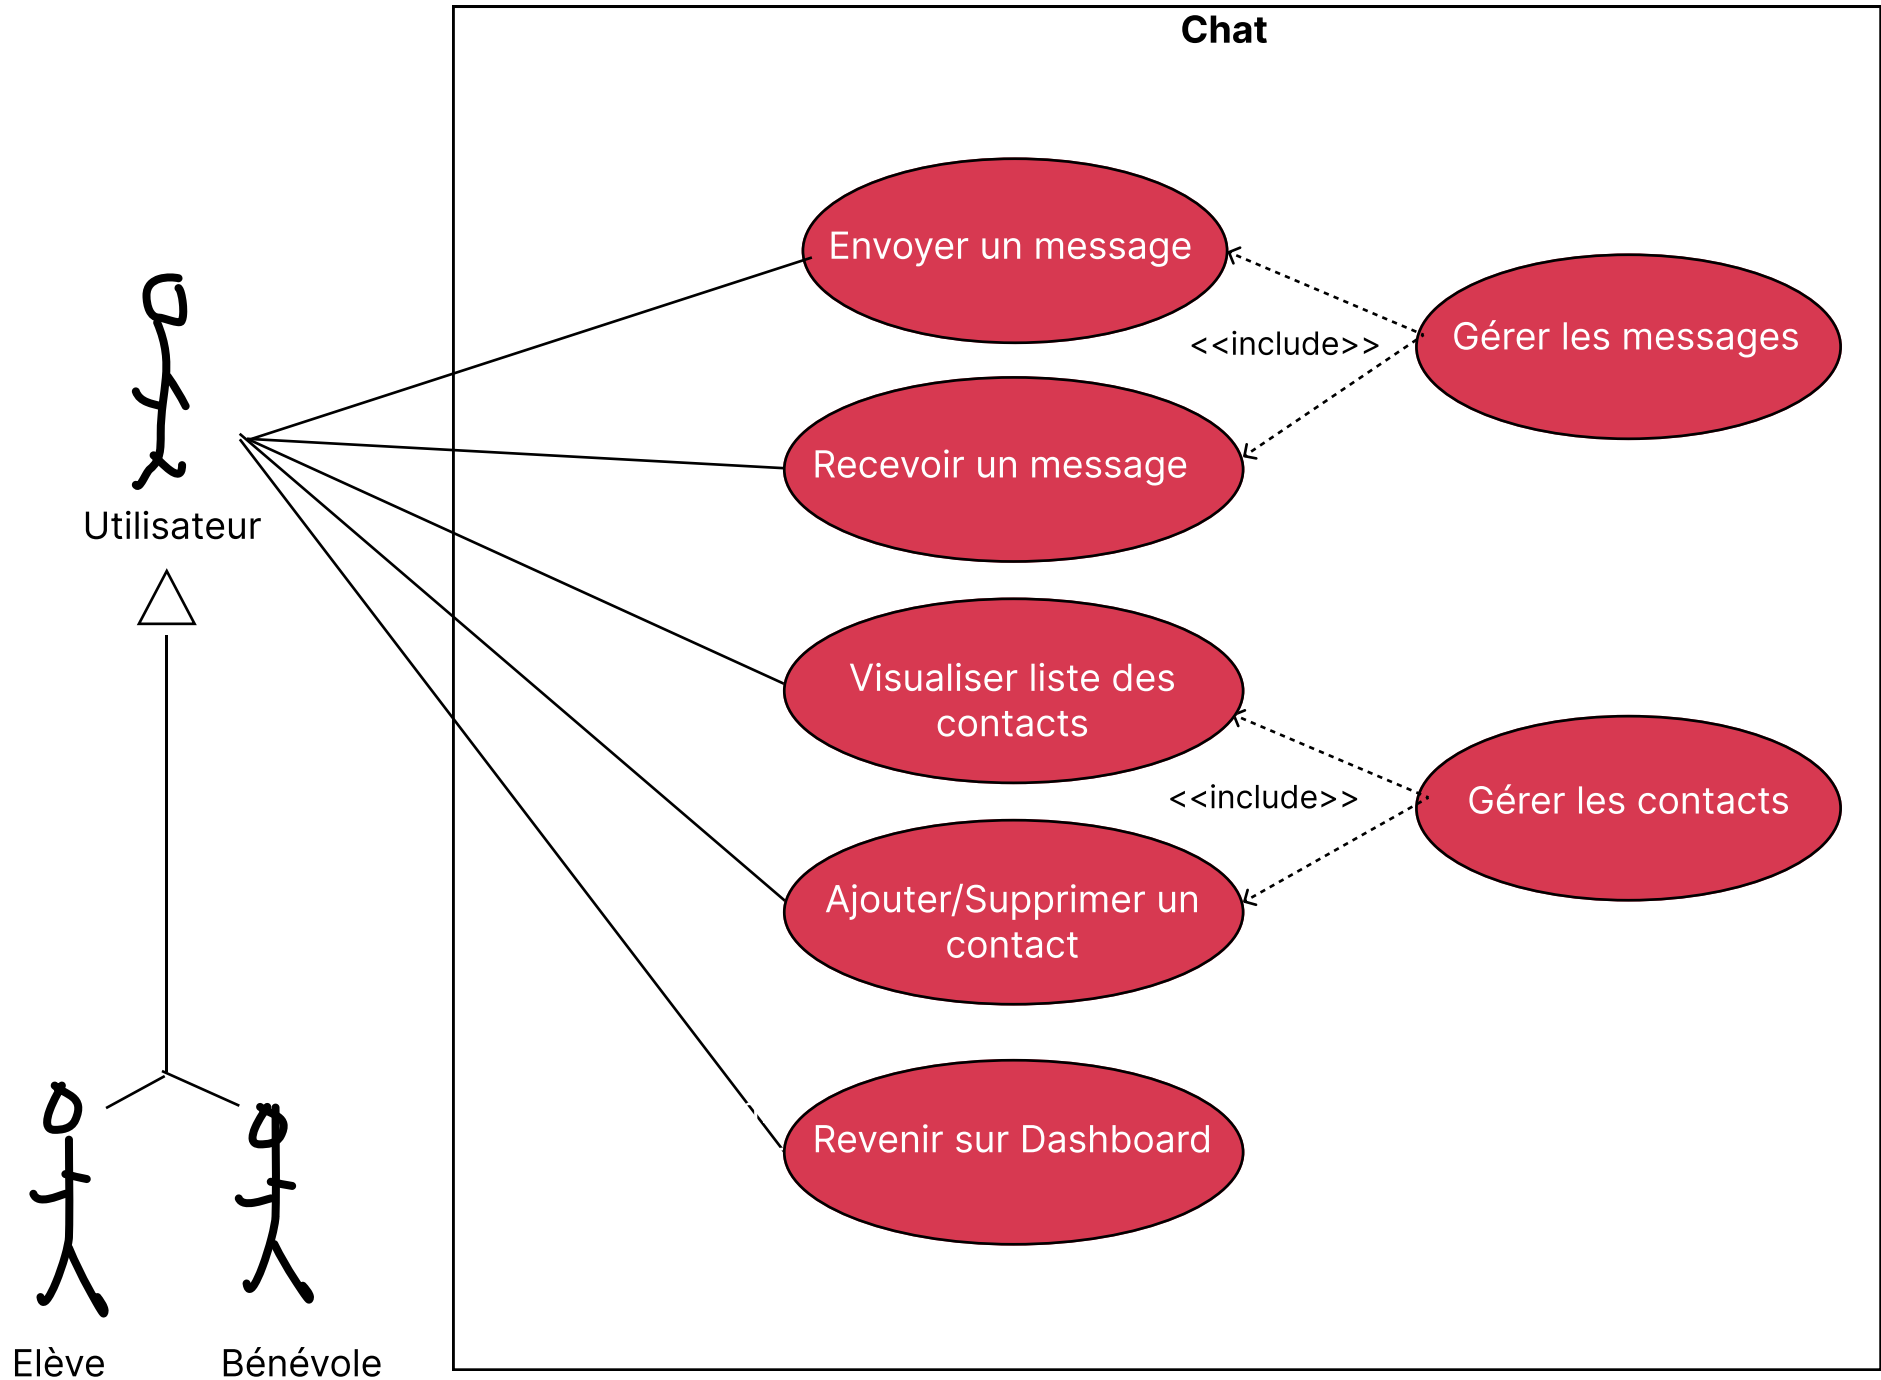 Chat
Envoyer un message
Gérer les messages
<<include>>
Recevoir un message
Utilisateur
Visualiser liste des
contacts
<<include>>
Gérer les contacts
Ajouter/Supprimer un
contact
Revenir sur Dashboard
Elève
Bénévole